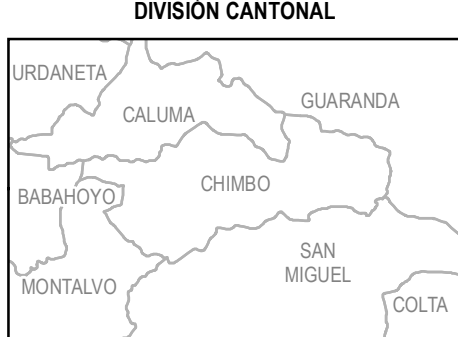 DIVISIÓN CANTONAL
URDANETA
GUARANDA
CALUMA
CHIMBO
BABAHOYO
SAN
MIGUEL
MONTALVO
COLTA